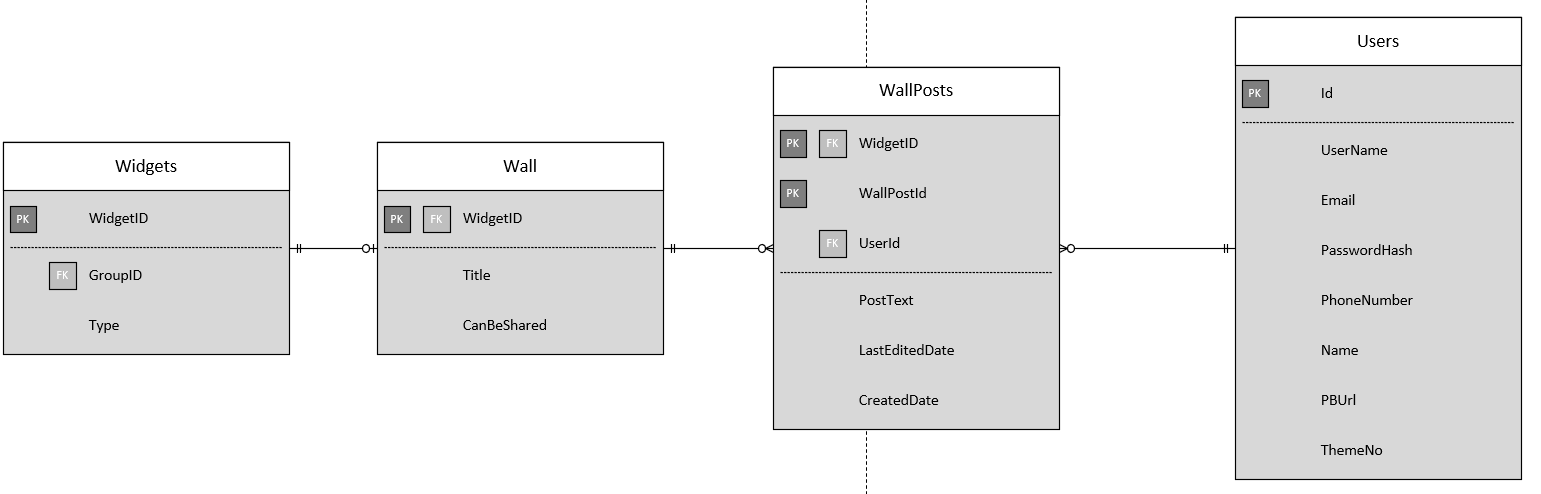 Widgets
PK WidgetID
FK GroupID
Type
Wall
PK FK WidgetID
Title
CanBeShared
WallPosts
PK FK WidgetID
PK WallPostId
FK UserId
PostText
LastEditedDate
CreatedDate
Users
PK Id
UserName
Email
PasswordHash
PhoneNumber
Name
PBUrl
ThemeNo